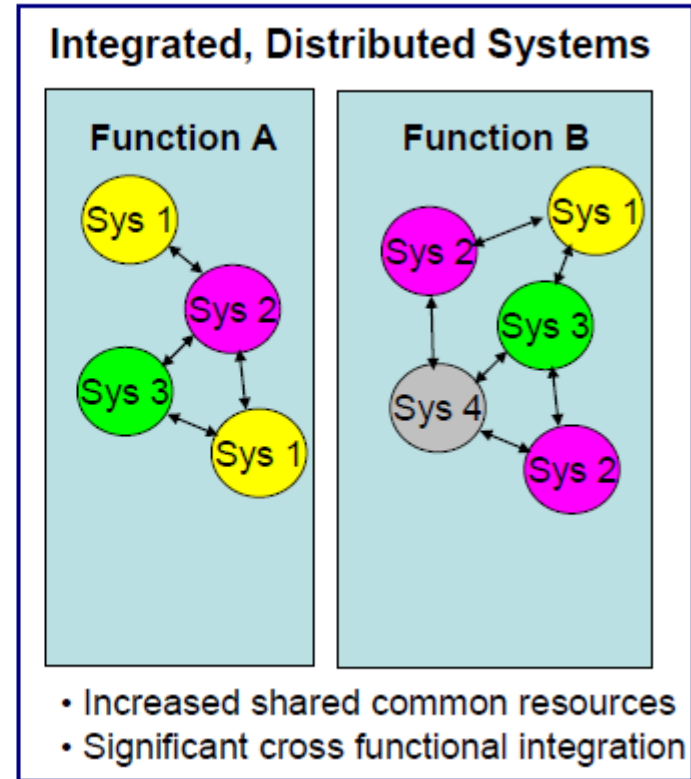 Integrated, Distributed Systems
Function A
Sys 1
Sys 2
Sys 3
Sys 1
Function B
Sys 1
Sys 2
Sys 3
Sys 4
Sys 2
• Increased shared common resources
• Significant cross functional integration